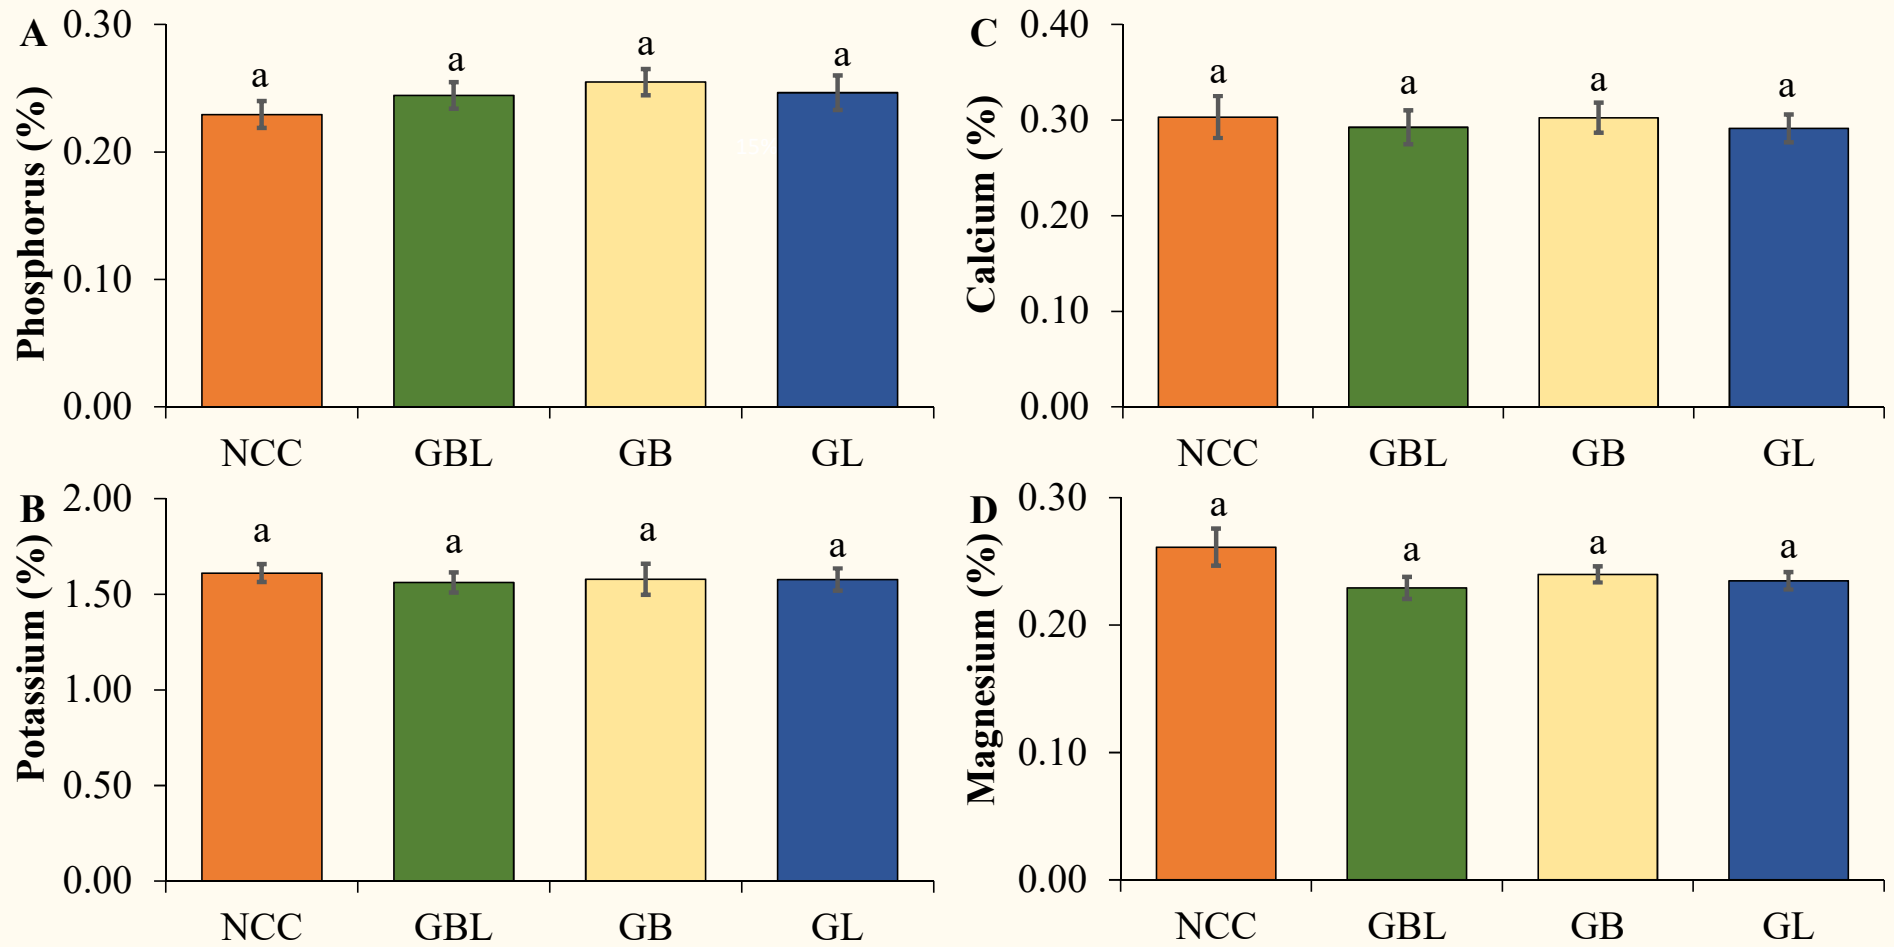 A
Phosphorus (%)
0.30
0.20
0.10
0.00
a a a a
NCC GBL GB GL
C
Calcium (%)
0.40
0.30
0.20
0.10
0.00
a a a a
NCC GBL GB GL
B
Potassium (%)
2.00
1.50
1.00
0.50
0.00
a a a a
NCC GBL GB GL
D
Magnesium (%)
0.30
0.20
0.10
0.00
a a a a
NCC GBL GB GL